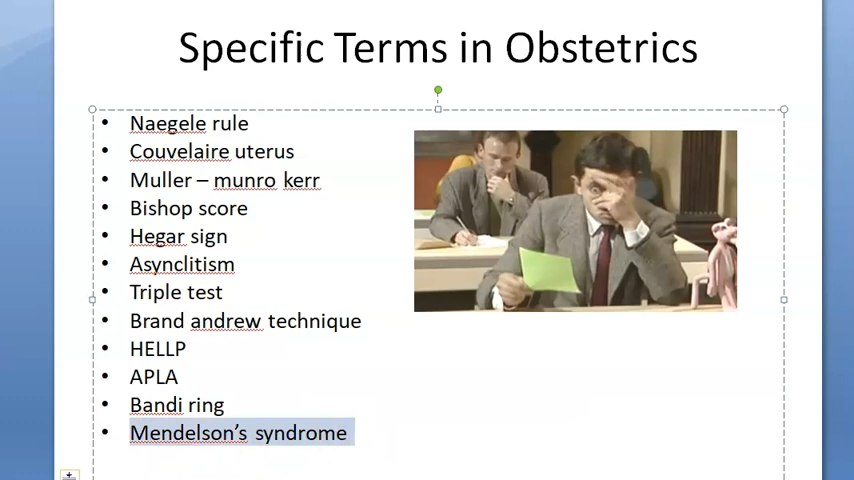 Specific Terms in Obstetrics
• Naegele rule
• Couvelaire uterus
• Muller – munro kerr
• Bishop score
• Hegar sign
• Asynclitism
• Triple test
• Brand andrew technique
• HELLP
• APLA
• Bandi ring
• Mendelson's syndrome